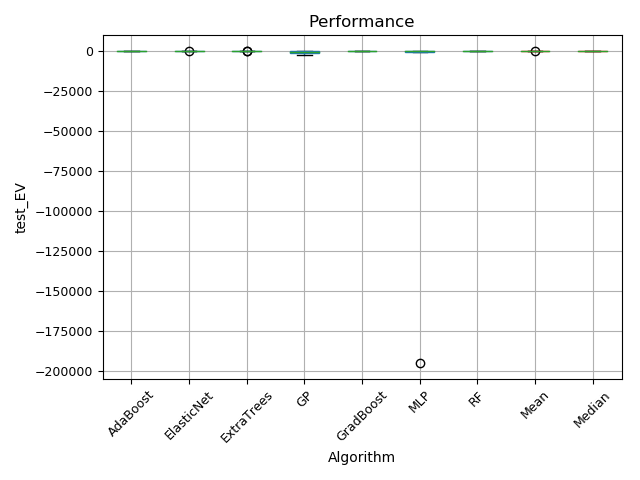 Performance
0
−25000
−50000
−75000
−100000
−125000
−150000
−175000
−200000
test_EV
AdaBoost
ElasticNet
ExtraTrees
GP
GradBoost
MLP
RF
Mean
Median
Algorithm